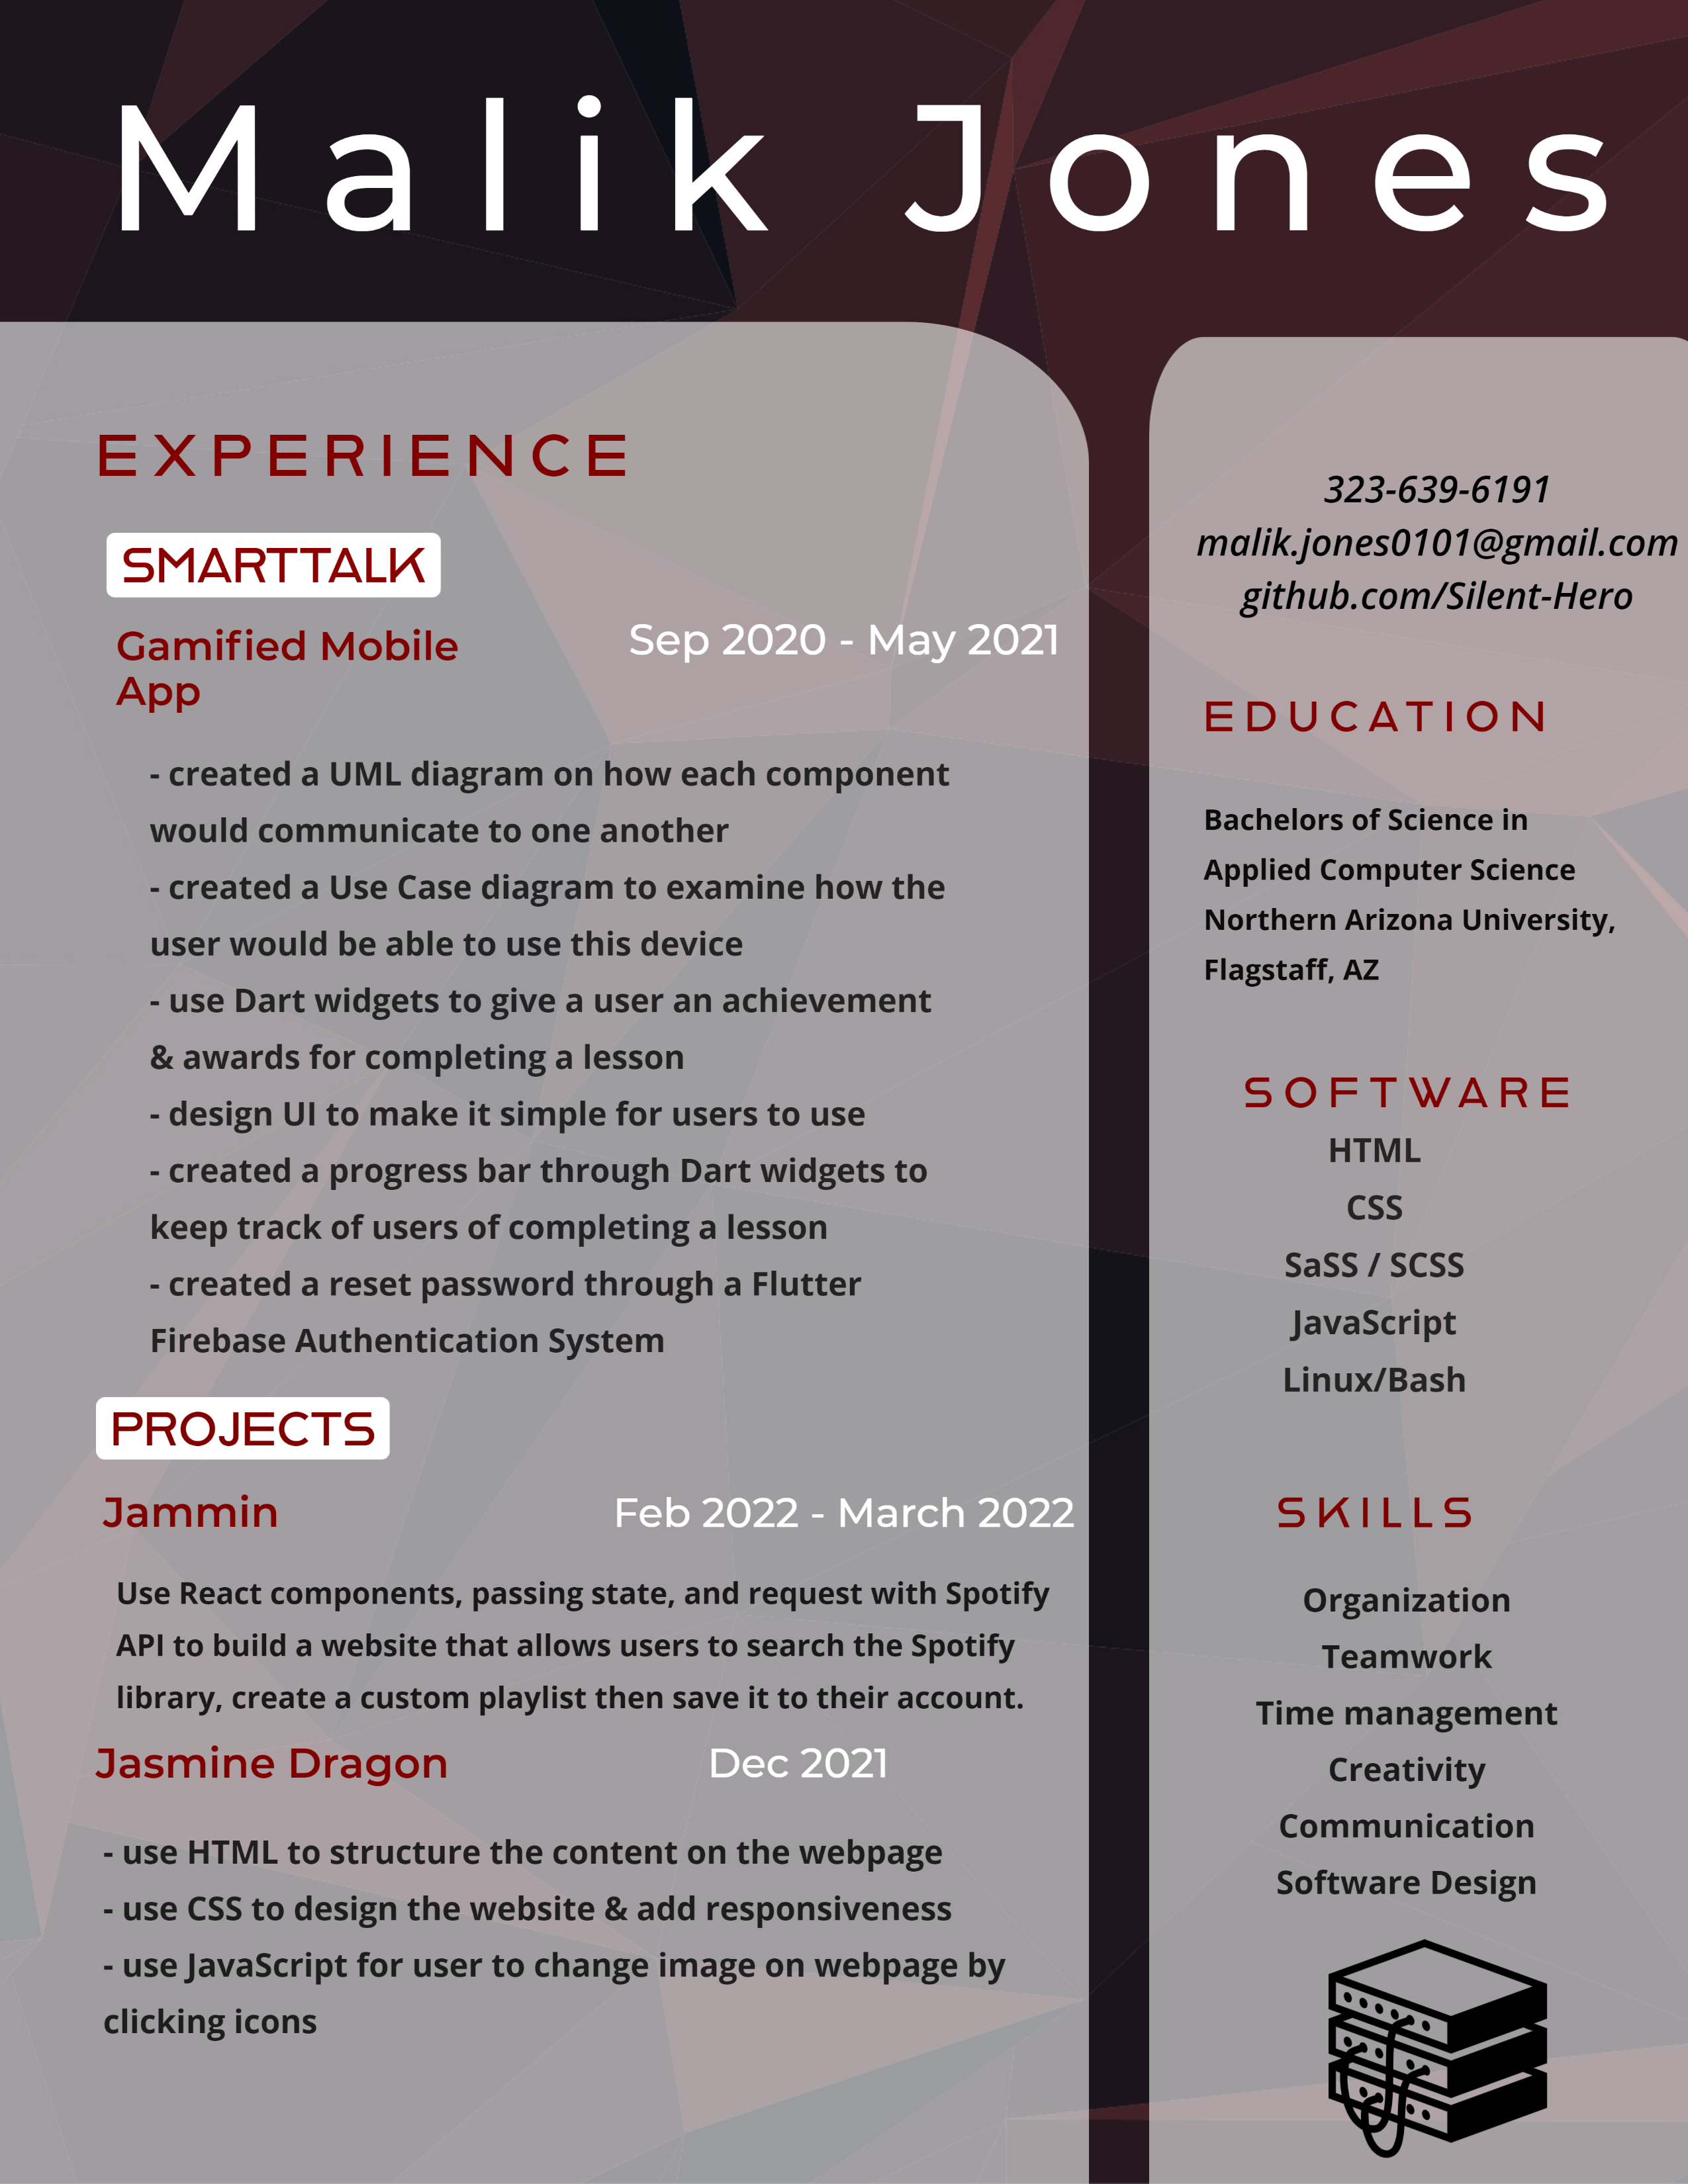 Malik Jones
EXPERIENCE
SMARTTALK
Gamified Mobile
App
Sep 2020 - May 2021
- created a UML diagram on how each component
would communicate to one another
- created a Use Case diagram to examine how the
user would be able to use this device
- use Dart widgets to give a user an achievement
& awards for completing a lesson
- design UI to make it simple for users to use
- created a progress bar through Dart widgets to
keep track of users of completing a lesson
- created a reset password through a Flutter
Firebase Authentication System
PROJECTS
Jammin
Feb 2022 - March 2022
Use React components, passing state, and request with Spotify
API to build a website that allows users to search the Spotify
library, create a custom playlist then save it to their account.
Jasmine Dragon
Dec 2021
- use HTML to structure the content on the webpage
- use CSS to design the website & add responsiveness
- use JavaScript for user to change image on webpage by
clicking icons
323-639-6191
malik.jones0101@gmail.com
github.com/Silent-Hero
EDUCATION
Bachelors of Science in
Applied Computer Science
Northern Arizona University,
Flagstaff, AZ
SOFTWARE
HTML
CSS
SaSS / SCSS
JavaScript
Linux/Bash
SKILLS
Organization
Teamwork
Time management
Creativity
Communication
Software Design